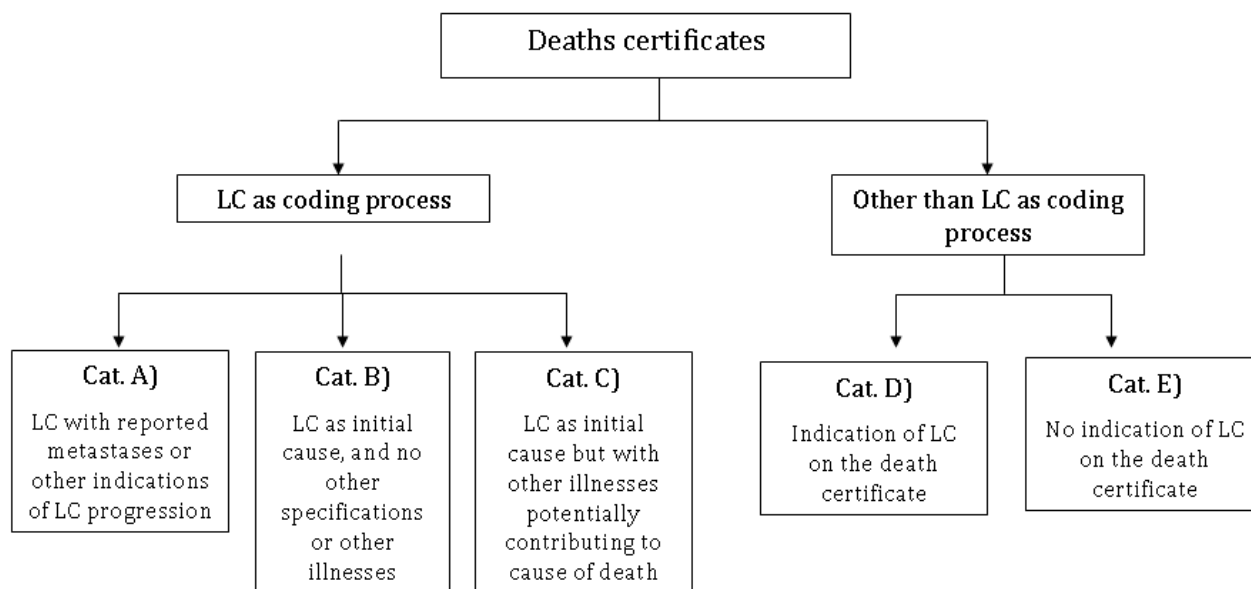 Deaths certificates
LC as coding process
Other than LC as coding
process
Cat. A)
LC with reported
metastases or
other indications
of LC progression
Cat. B)
LC as initial
cause, and no
other
specifications
or other
illnesses
Cat. C)
LC as initial
cause but with
other illnesses
potentially
contributing to
cause of death
Cat. D)
Indication of LC
on the death
certificate
Cat. E)
No indication of LC
on the death
certificate